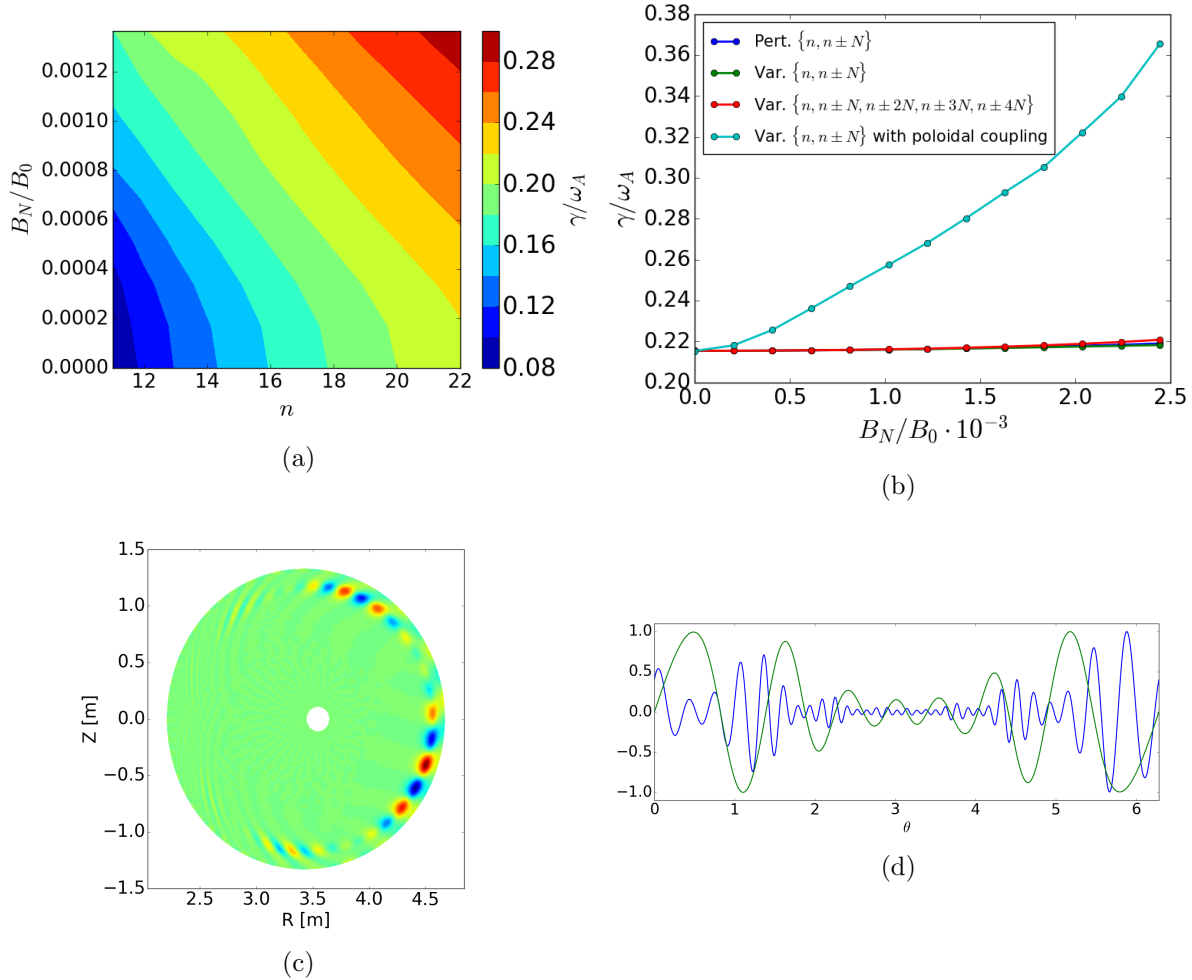 0.0012
0.0010
0.0008
0.0006
0.0004
0.0002
0.0000
B_N/B_0
12 14 16 18 20 22
n
0.28
0.24
0.20
0.16
0.12
0.08
γ/ω_A
(a)
0.38
0.36
0.34
0.32
0.30
0.28
0.26
0.24
0.22
0.20
γ/ω_A
Pert. {n, n ± N}
Var. {n, n ± N}
Var. {n, n ± N, n ± 2N, n ± 3N, n ± 4N}
Var. {n, n ± N} with poloidal coupling
0.0 0.5 1.0 1.5 2.0 2.5
B_N/B_0 · 10^{-3}
(b)
1.5
1.0
0.5
0.0
−0.5
−1.0
−1.5
Z [m]
2.5 3.0 3.5 4.0 4.5
R [m]
(c)
1.0
0.5
0.0
−0.5
−1.0
0 1 2 3 4 5 6
θ
(d)